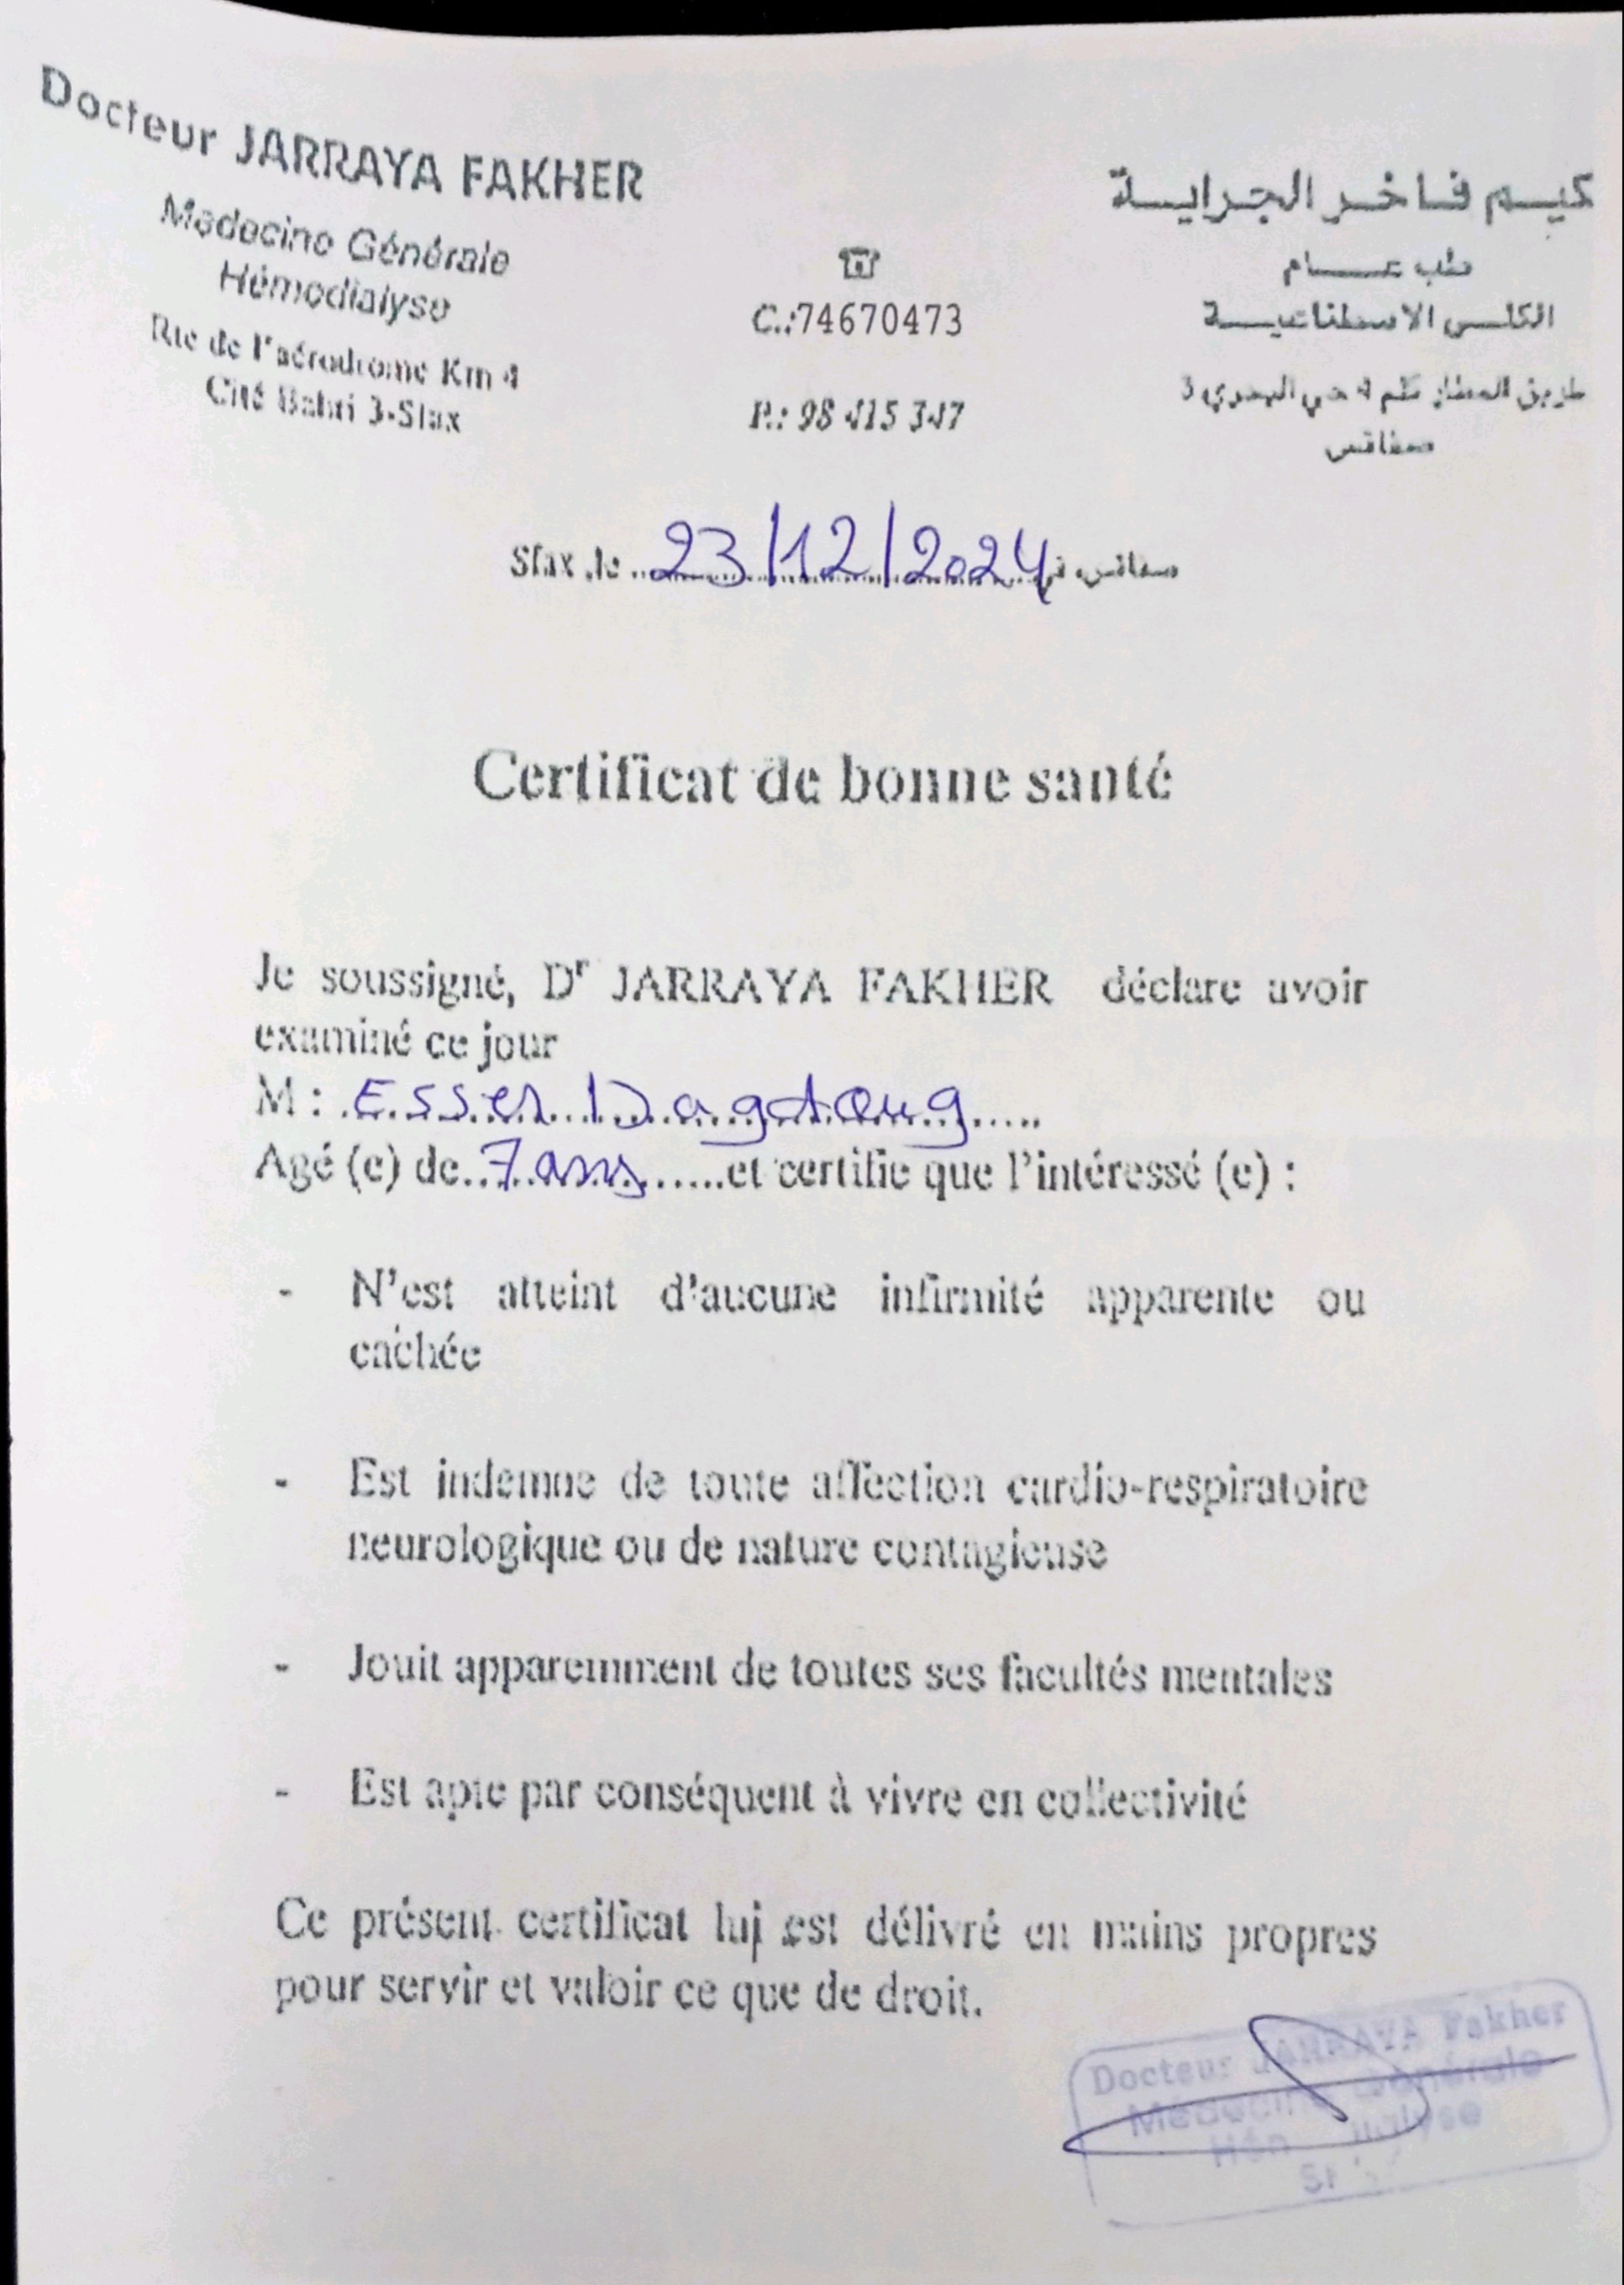 Docteur JARRAYA FAKHER
Médecine Générale
Hémodialyse
Rte de l'aérodrome Km 4
Cité Bahri 3-Sfax
C.:74670473
P.: 98 415 347
كيم فاخر الجراية
طب عام
الكلى الاصطناعية
طريق المطار كلم 4 حي البحري 3
صفاقس
Sfax ,le ..23/12/2024 صفاقس في
Certificat de bonne santé
Je soussigné, Dr JARRAYA FAKHER déclare avoir
examiné ce jour
M : Esser
Agé (e) de..7 ans......et certifie que l'intéressé (e) :
- N'est atteint d'aucune infirmité apparente ou
cachée
- Est indemne de toute affection cardio-respiratoire
neurologique ou de nature contagieuse
- Jouit apparemment de toutes ses facultés mentales
- Est apte par conséquent à vivre en collectivité
Ce présent certificat lui est délivré en mains propres
pour servir et valoir ce que de droit.
Docteur JARRAYA Fakher
Médecine Générale